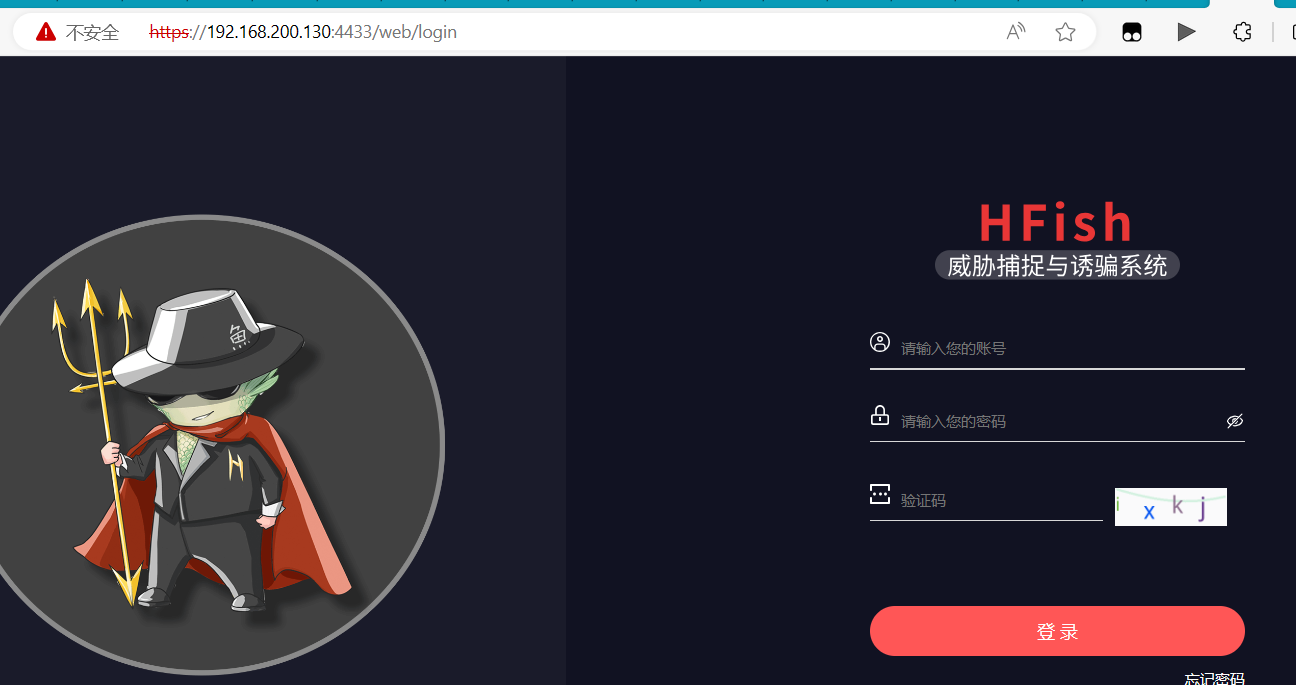 不安全 https://192.168.200.130:4433/web/login
HFish
威胁捕捉与诱骗系统
魚
H
请输入您的账号
请输入您的密码
验证码
i x k j
登录
忘记密码